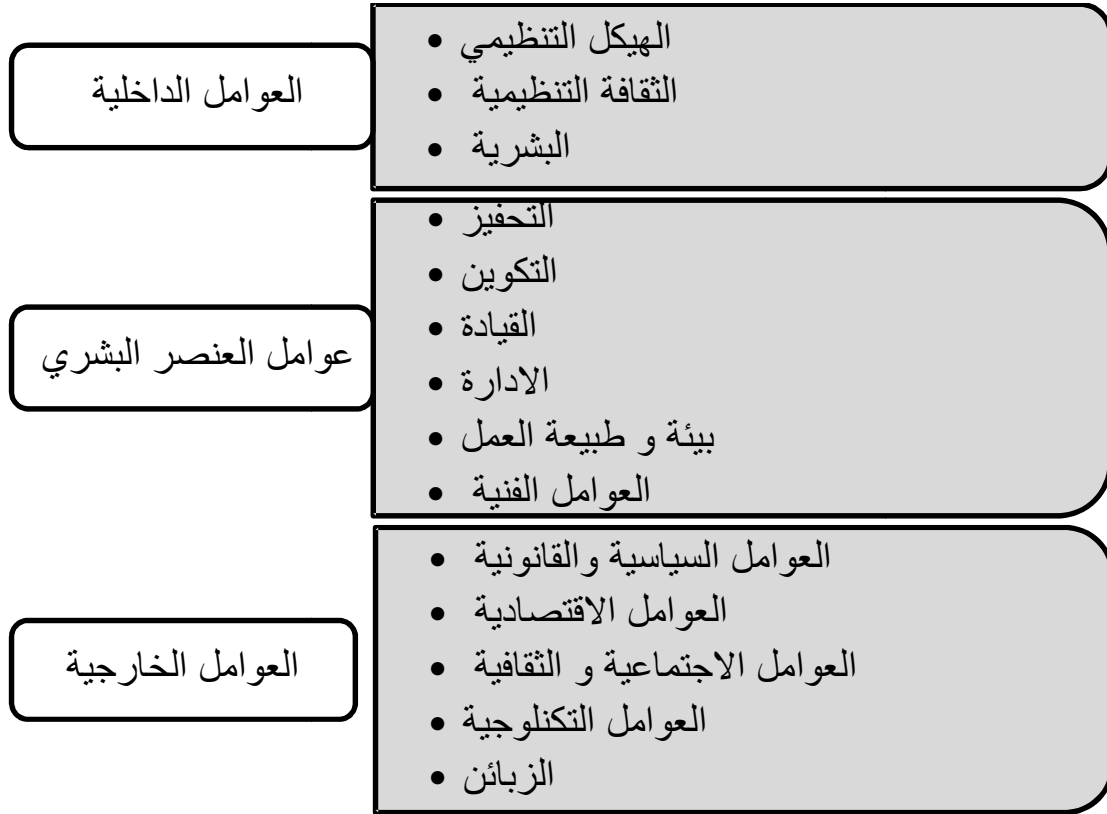 العوامل الداخلية
الهيكل التنظيمي
الثقافة التنظيمية
البشرية
عوامل العنصر البشري
التحفيز
التكوين
القيادة
الادارة
بيئة و طبيعة العمل
العوامل الفنية
العوامل الخارجية
العوامل السياسية والقانونية
العوامل الاقتصادية
العوامل الاجتماعية و الثقافية
العوامل التكنلوجية
الزبائن